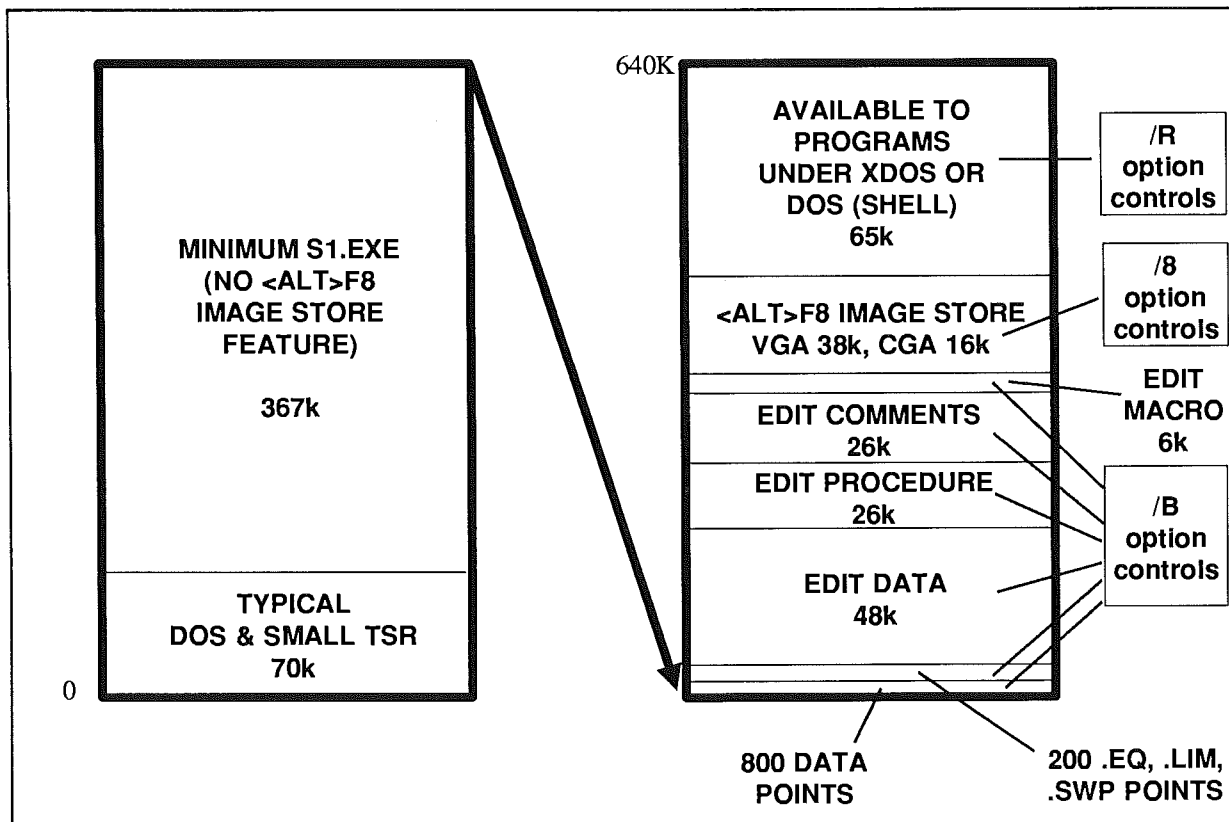 MINIMUM S1.EXE
(NO <ALT>F8
IMAGE STORE
FEATURE)
367k
TYPICAL
DOS & SMALL TSR
70k
0
640K
AVAILABLE TO
PROGRAMS
UNDER XDOS OR
DOS (SHELL)
65k
<ALT>F8 IMAGE STORE
VGA 38k, CGA 16k
EDIT COMMENTS
26k
EDIT PROCEDURE
26k
EDIT DATA
48k
/R
option
controls
/8
option
controls
EDIT
MACRO
6k
/B
option
controls
800 DATA
POINTS
200 .EQ, .LIM,
.SWP POINTS